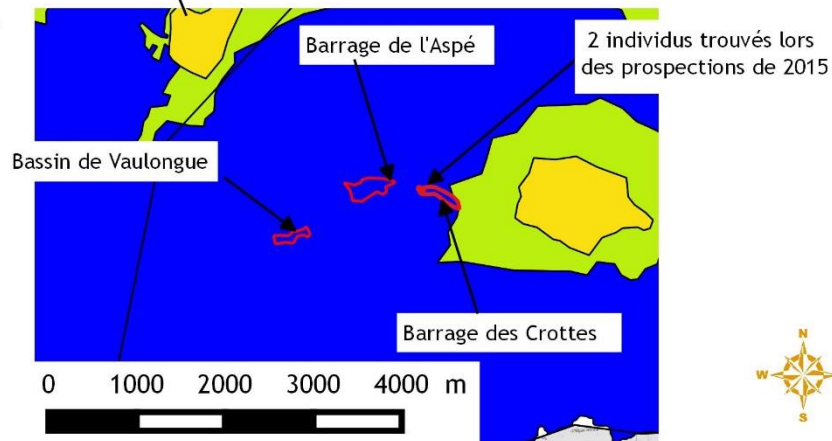 Barrage de l'Aspé
2 individus trouvés lors
des prospections de 2015
Bassin de Vaulongue
Barrage des Crottes
0 1000 2000 3000 4000 m
N
W
S